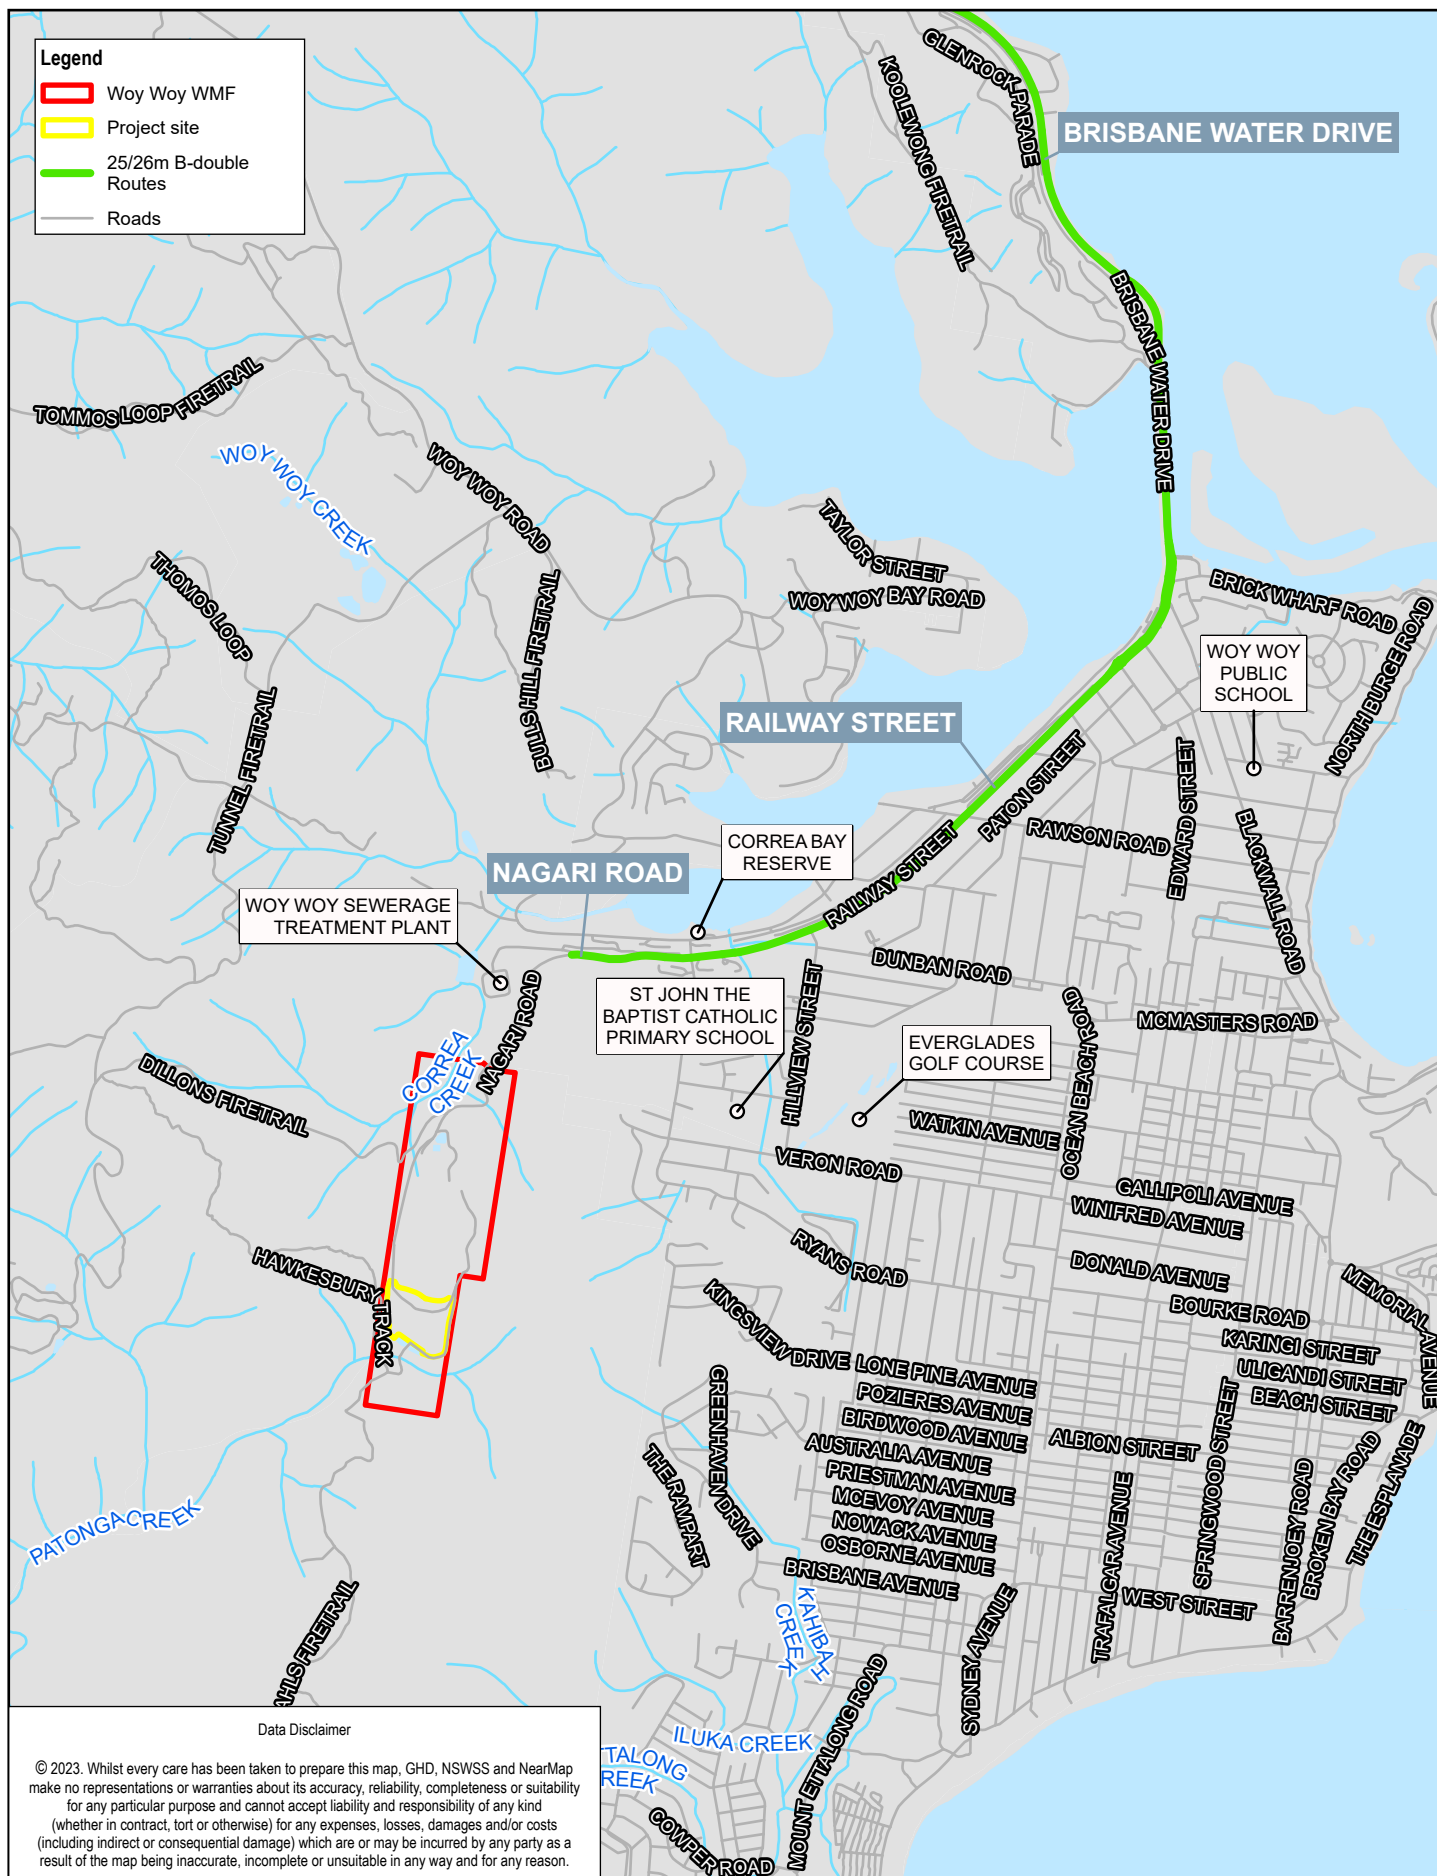 Legend
Woy Woy WMF
Project site
25/26m B-double
Routes
Roads
GLENROCK PARADE
KOOLEWONG FIRETRAIL
BRISBANE WATER DRIVE
BRISBANE WATER DRIVE
TOMMOS LOOP FIRETRAIL
WOY WOY CREEK
WOY WOY ROAD
TAYLOR STREET
WOY WOY BAY ROAD
THOMOS LOOP
BULLS HILL FIRETRAIL
BRICK WHARF ROAD
NORTH BURGE ROAD
WOY WOY
PUBLIC
SCHOOL
TUNNEL FIRETRAIL
RAILWAY STREET
PATON STREET
EDWARD STREET
RAWSON ROAD
BLACKWALL ROAD
CORREA BAY
RESERVE
RAILWAY STREET
NAGARI ROAD
WOY WOY SEWERAGE
TREATMENT PLANT
NAGARI ROAD
DUNBAN ROAD
ST JOHN THE
BAPTIST CATHOLIC
PRIMARY SCHOOL
HILLVIEW STREET
OCEAN BEACH ROAD
MCMASTERS ROAD
EVERGLADES
GOLF COURSE
CORREA
CREEK
DILLONS FIRETRAIL
WATKIN AVENUE
VERON ROAD
GALLIPOLI AVENUE
WINIFRED AVENUE
RYANS ROAD
DONALD AVENUE
HAWKESBURY TRACK
MEMORIAL AVENUE
BOURKE ROAD
KINGSVIEW DRIVE
KARINGI STREET
LONE PINE AVENUE
ULIGANDI STREET
POZIERES AVENUE
BEACH STREET
GREENHAVEN DRIVE
BIRDWOOD AVENUE
SPRINGWOOD STREET
AUSTRALIA AVENUE
ALBION STREET
THE RAMPART
PRIESTMAN AVENUE
BARRENJOEY ROAD
BROKEN BAY ROAD
THE ESPLANADE
MCEVOY AVENUE
TRAFALGAR AVENUE
NOWACK AVENUE
PATONGA CREEK
OSBORNE AVENUE
BRISBANE AVENUE
WEST STREET
KAHIBAH
CREEK
SYDNEY AVENUE
AHLS FIRETRAIL
MOUNT ETTALONG ROAD
ILUKA CREEK
TTALONG
REEK
COWPER ROAD
Data Disclaimer
© 2023. Whilst every care has been taken to prepare this map, GHD, NSWSS and NearMap
make no representations or warranties about its accuracy, reliability, completeness or suitability
for any particular purpose and cannot accept liability and responsibility of any kind
(whether in contract, tort or otherwise) for any expenses, losses, damages and/or costs
(including indirect or consequential damage) which are or may be incurred by any party as a
result of the map being inaccurate, incomplete or unsuitable in any way and for any reason.